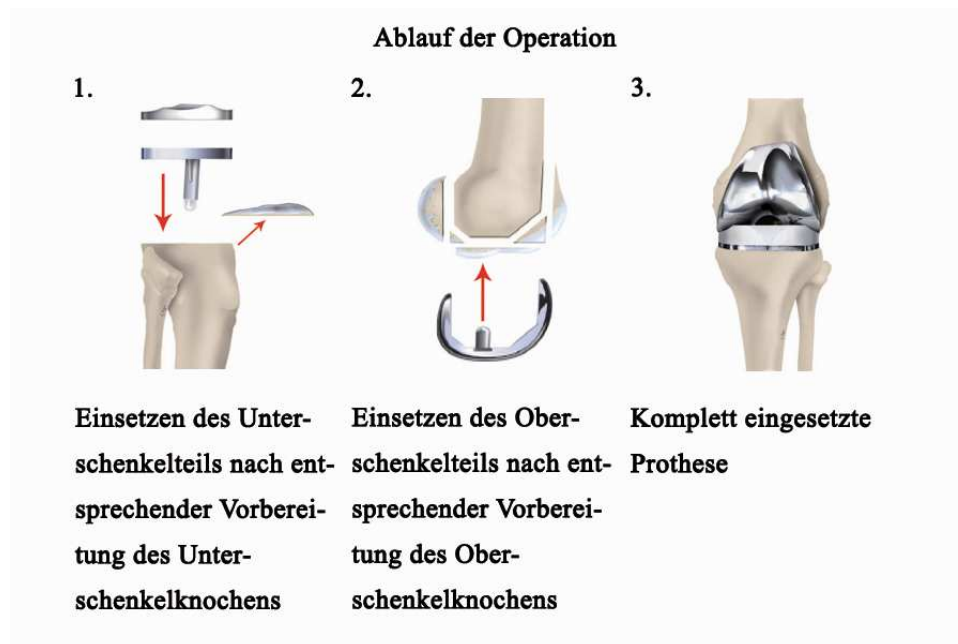 Ablauf der Operation
1.
2.
3.
Einsetzen des Unter-
schenkelteils nach ent-
sprechender Vorberei-
tung des Unter-
schenkelknochens
Einsetzen des Ober-
schenkelteils nach ent-
sprechender Vorberei-
tung des Ober-
schenkelknochens
Komplett eingesetzte
Prothese